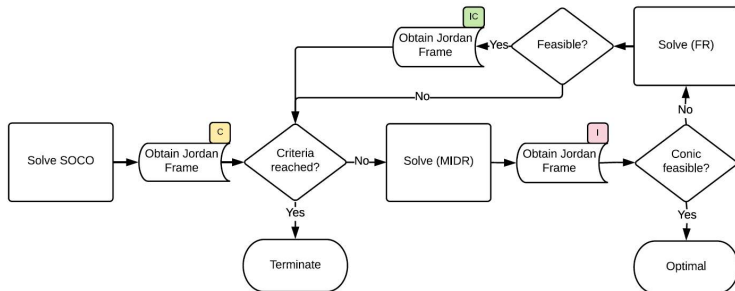 IC
Obtain Jordan
Frame
Yes
Feasible?
Solve (FR)
No
No
C
I
Solve SOCO
Obtain Jordan
Frame
Criteria
reached?
No
Solve (MIDR)
Obtain Jordan
Frame
Conic
feasible?
Yes
Yes
Terminate
Optimal